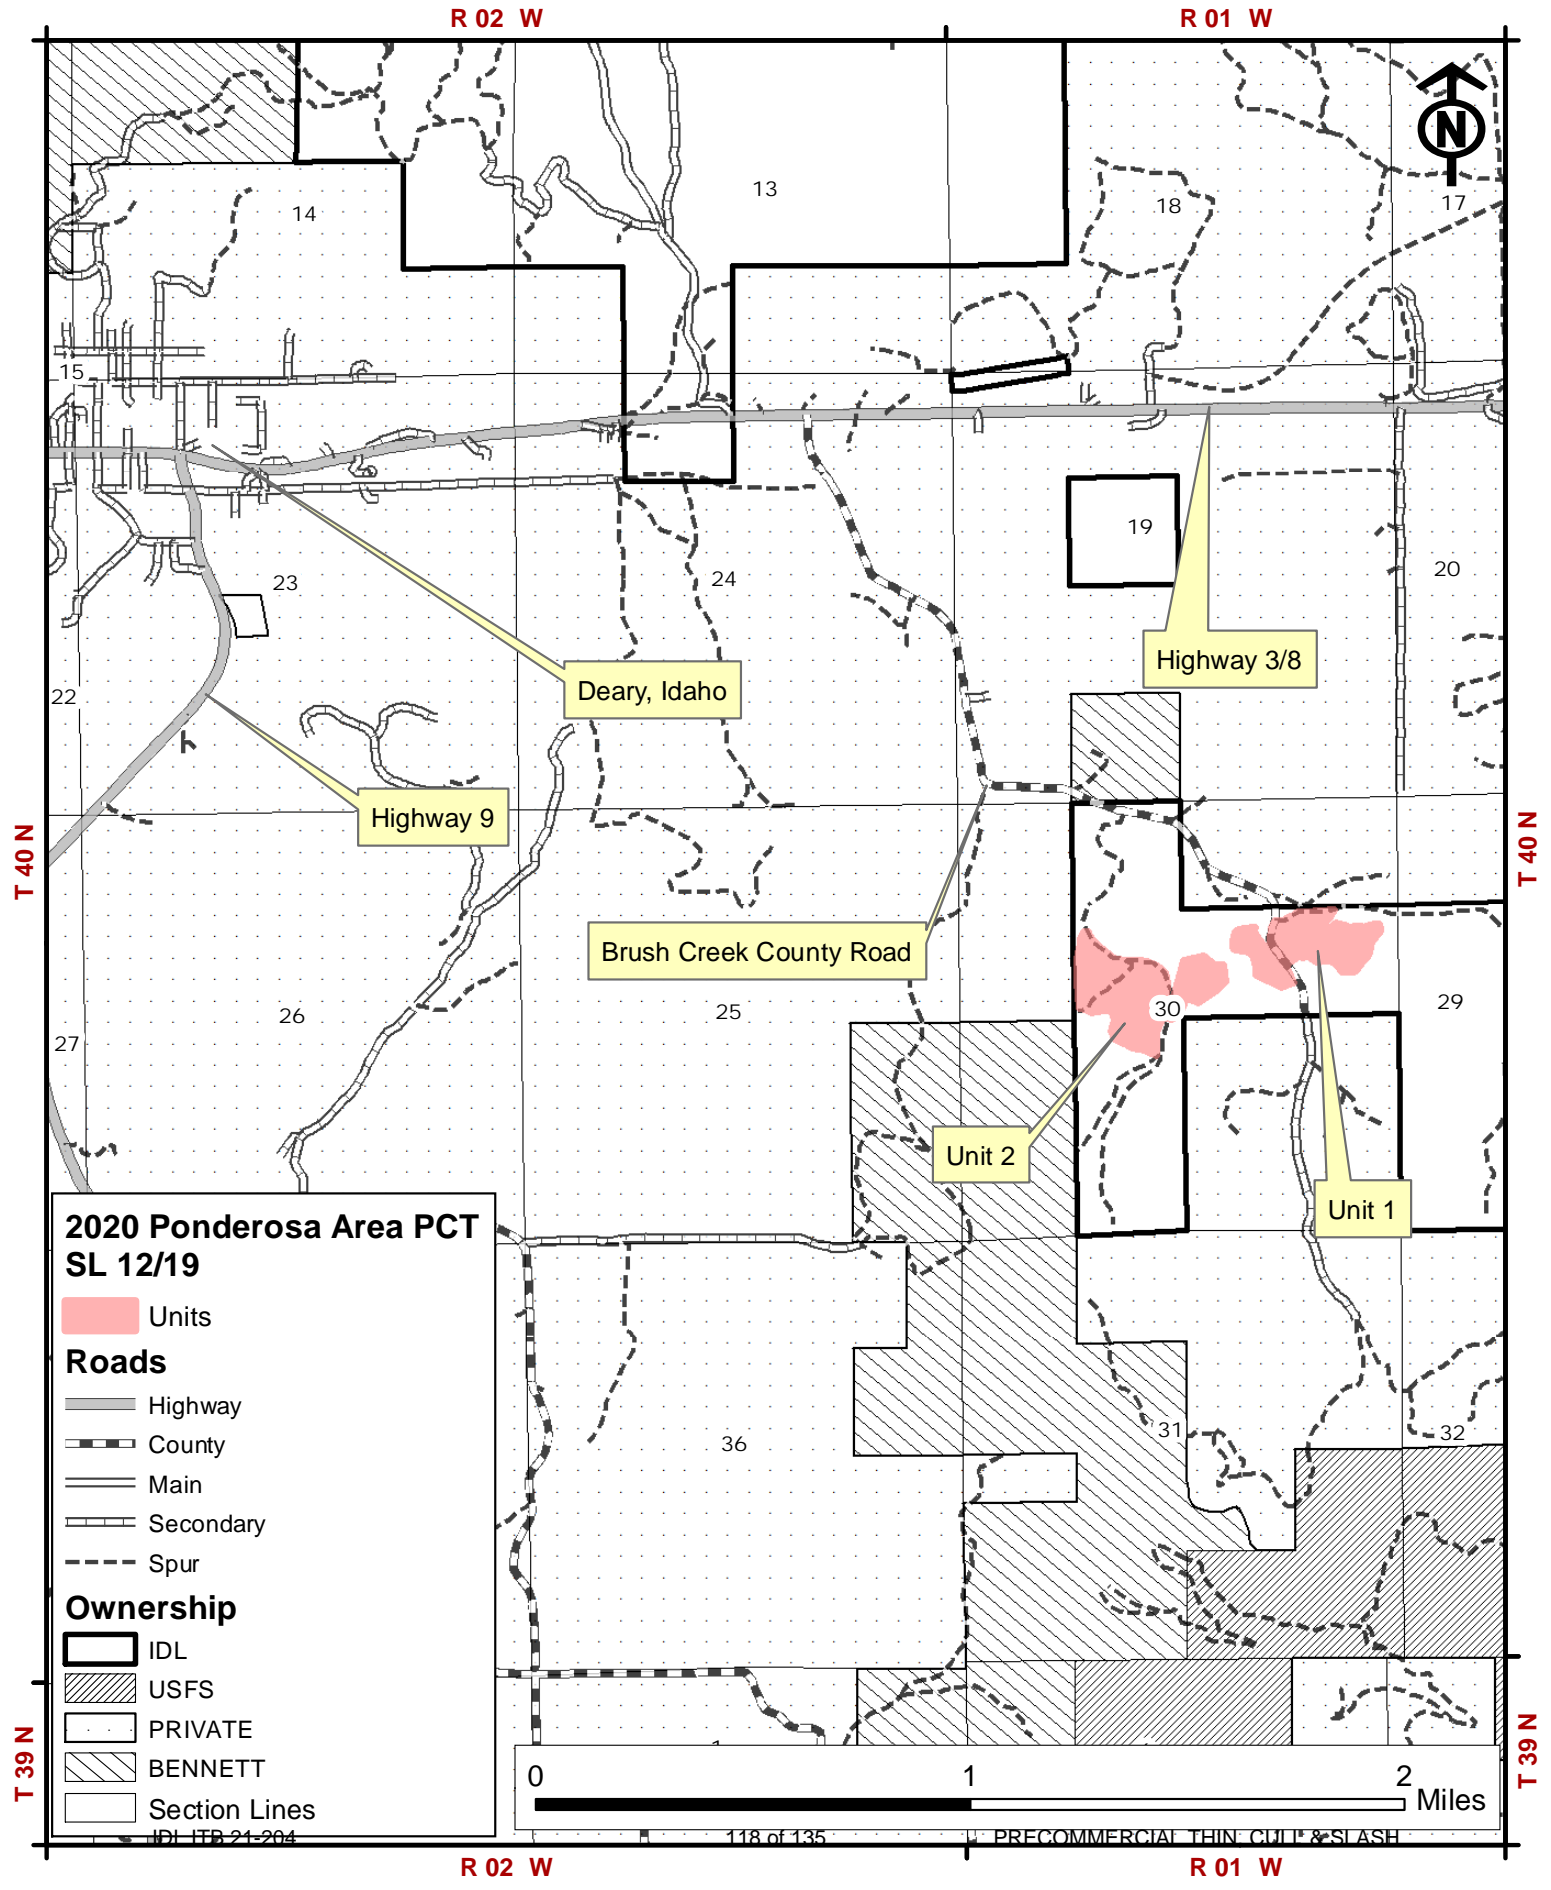 R 02 W
R 01 W
N
13
14
18
17
15
19
20
24
23
22
Highway 3/8
Deary, Idaho
Highway 9
T 40 N
T 40 N
Brush Creek County Road
25
26
27
30
29
Unit 2
Unit 1
2020 Ponderosa Area PCT
SL 12/19
Units
Roads
Highway
County
Main
Secondary
Spur
Ownership
IDL
USFS
PRIVATE
BENNETT
Section Lines
36
31
32
T 39 N
T 39 N
0 1 2
Miles
IDL ITB 21-204
118 of 135
PRECOMMERCIAL THIN, CULL & SLASH
R 02 W
R 01 W